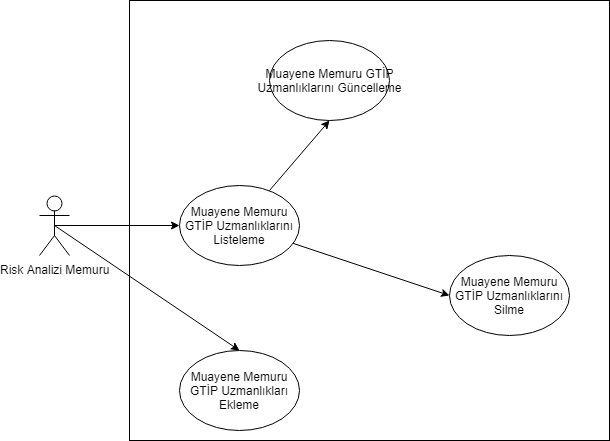 Muayene Memuru GTİP
Uzmanlıklarını Güncelleme
Muayene Memuru
GTİP Uzmanlıklarını
Listeleme
Risk Analizi Memuru
Muayene Memuru
GTİP Uzmanlıklarını
Silme
Muayene Memuru
GTİP Uzmanlıkları
Ekleme